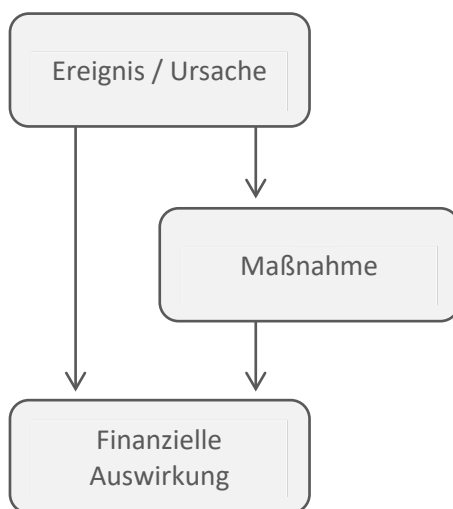 Ereignis / Ursache
Maßnahme
Finanzielle
Auswirkung